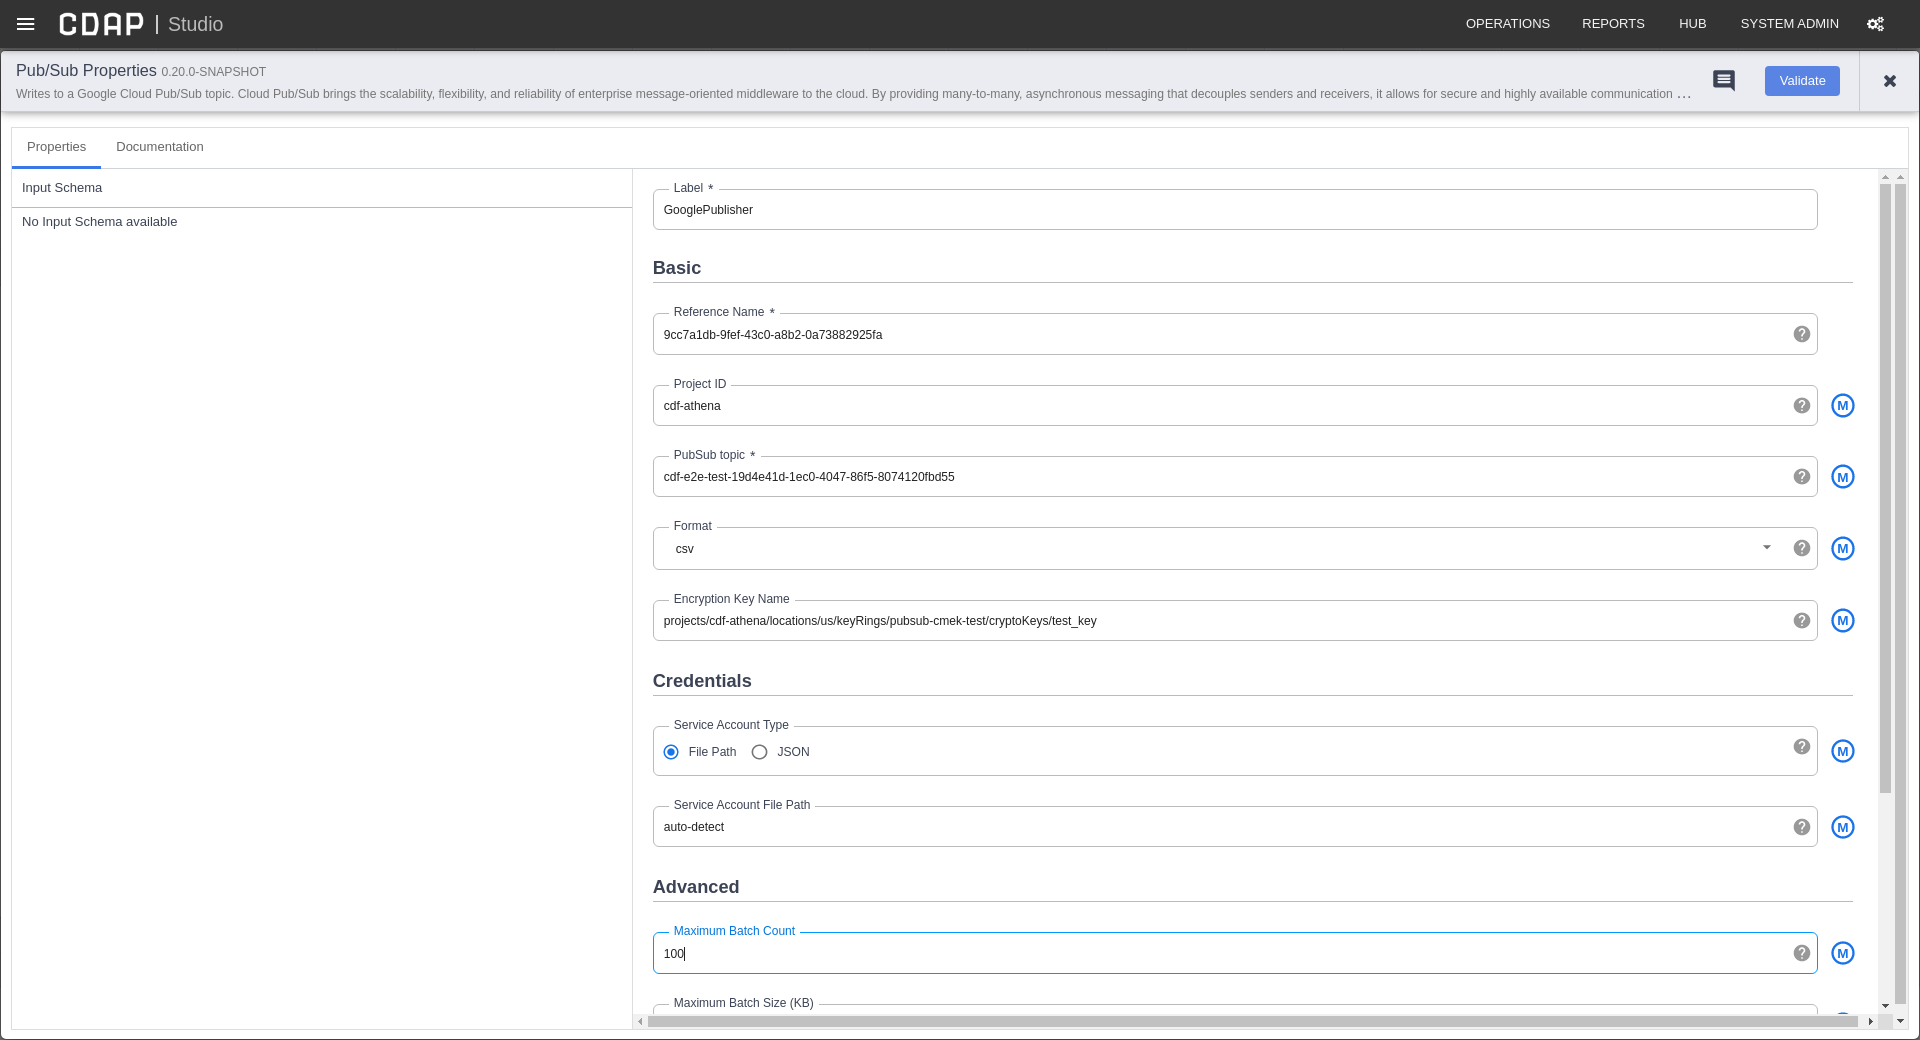 CDAP | Studio OPERATIONS REPORTS HUB SYSTEM ADMIN
Pub/Sub Properties 0.20.0-SNAPSHOT
Writes to a Google Cloud Pub/Sub topic. Cloud Pub/Sub brings the scalability, flexibility, and reliability of enterprise message-oriented middleware to the cloud. By providing many-to-many, asynchronous messaging that decouples senders and receivers, it allows for secure and highly available communication ...
Validate
Properties Documentation
Input Schema
No Input Schema available
Label *
GooglePublisher
Basic
Reference Name *
9cc7a1db-9fef-43c0-a8b2-0a73882925fa
Project ID
cdf-athena
M
PubSub topic *
cdf-e2e-test-19d4e41d-1ec0-4047-86f5-8074120fbd55
M
Format
csv
M
Encryption Key Name
projects/cdf-athena/locations/us/keyRings/pubsub-cmek-test/cryptoKeys/test_key
M
Credentials
Service Account Type
File Path JSON
M
Service Account File Path
auto-detect
M
Advanced
Maximum Batch Count
100
M
Maximum Batch Size (KB)